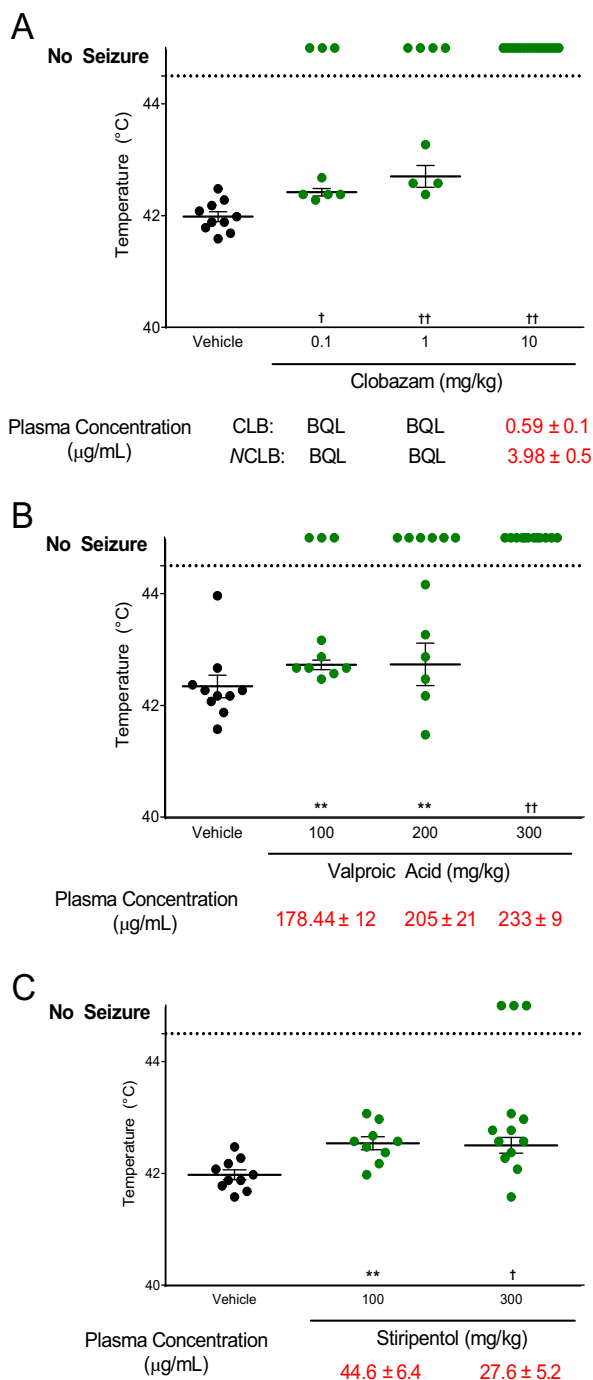 A
No Seizure
44
42
40
Temperature (°C)
† †† ††
Vehicle 0.1 1 10
Clobazam (mg/kg)
Plasma Concentration
(μg/mL)
CLB: BQL BQL 0.59 ± 0.1
NCLB: BQL BQL 3.98 ± 0.5
B
No Seizure
44
42
40
Temperature (°C)
** ** ††
Vehicle 100 200 300
Valproic Acid (mg/kg)
Plasma Concentration
(μg/mL)
178.44 ± 12 205 ± 21 233 ± 9
C
No Seizure
44
42
40
Temperature (°C)
** †
Vehicle 100 300
Stiripentol (mg/kg)
Plasma Concentration
(μg/mL)
44.6 ± 6.4 27.6 ± 5.2